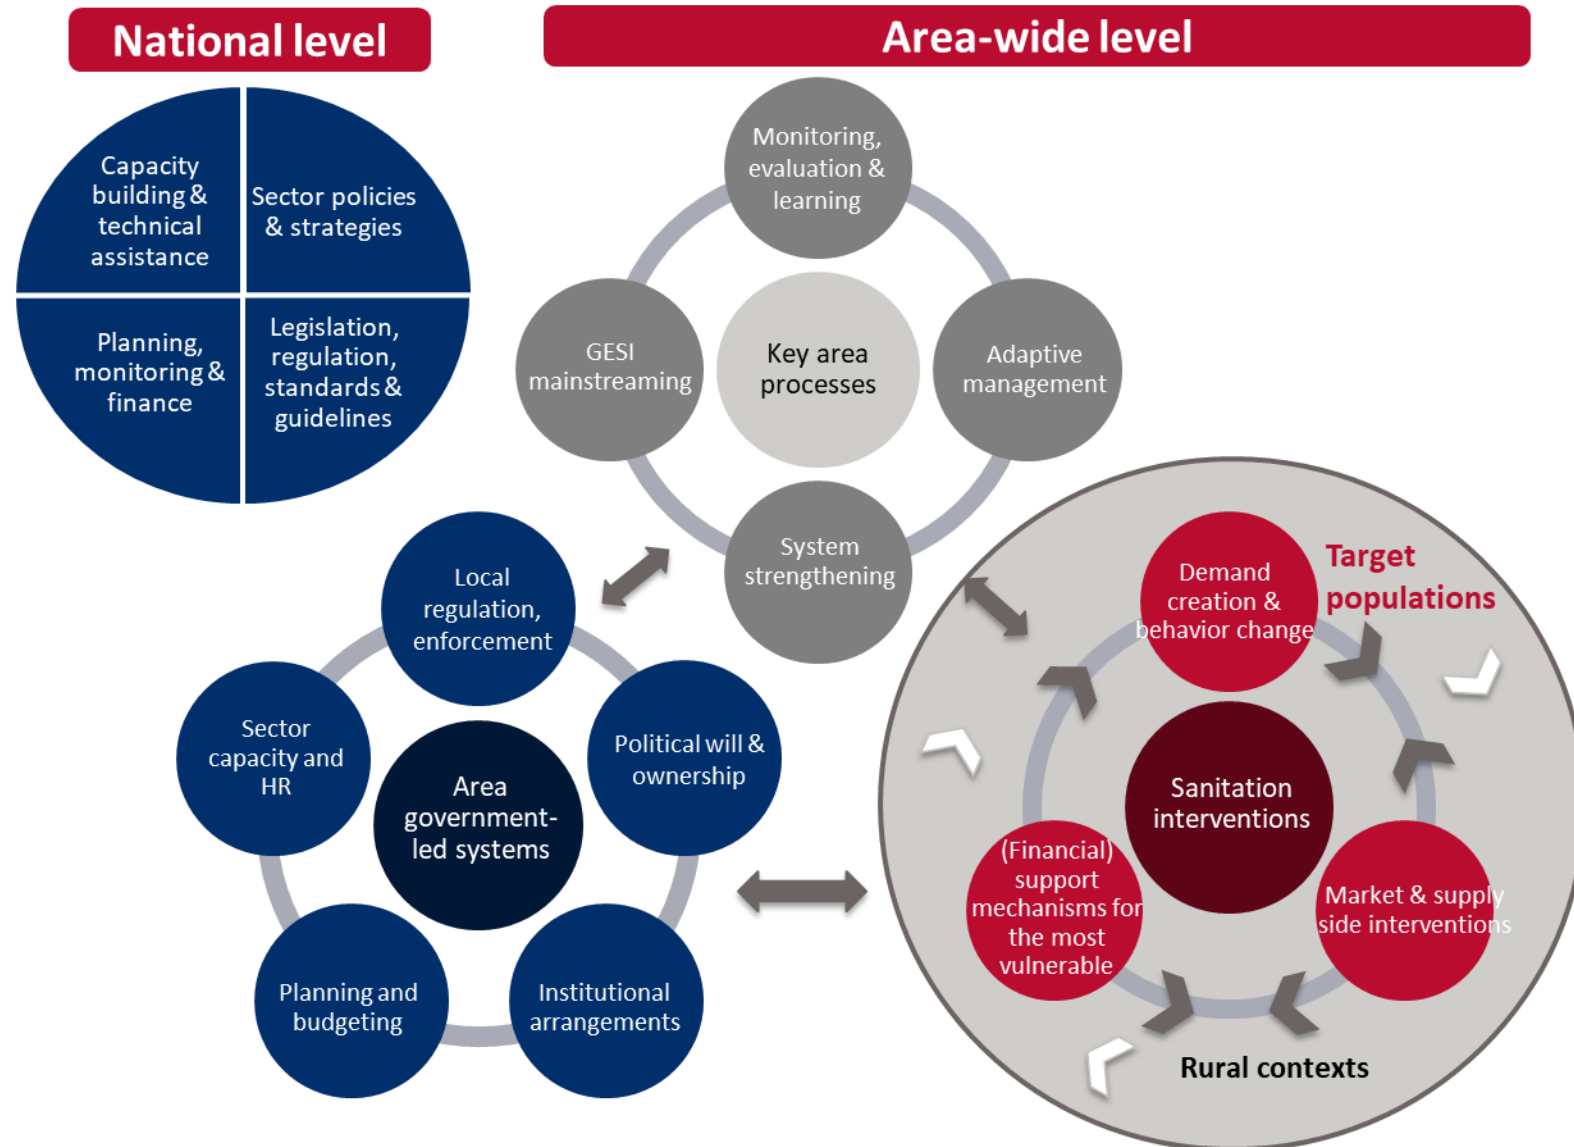 National level
Area-wide level
Capacity
building &
technical
assistance
Sector policies
& strategies
Planning,
monitoring &
finance
Legislation,
regulation,
standards &
guidelines
Monitoring,
evaluation &
learning
GESI
mainstreaming
Key area
processes
Adaptive
management
System
strengthening
Local
regulation,
enforcement
Sector
capacity and
HR
Political will &
ownership
Area
government-
led systems
Planning and
budgeting
Institutional
arrangements
Target
populations
Demand
creation &
behavior change
Sanitation
interventions
(Financial)
support
mechanisms for
the most
vulnerable
Market & supply
side interventions
Rural contexts